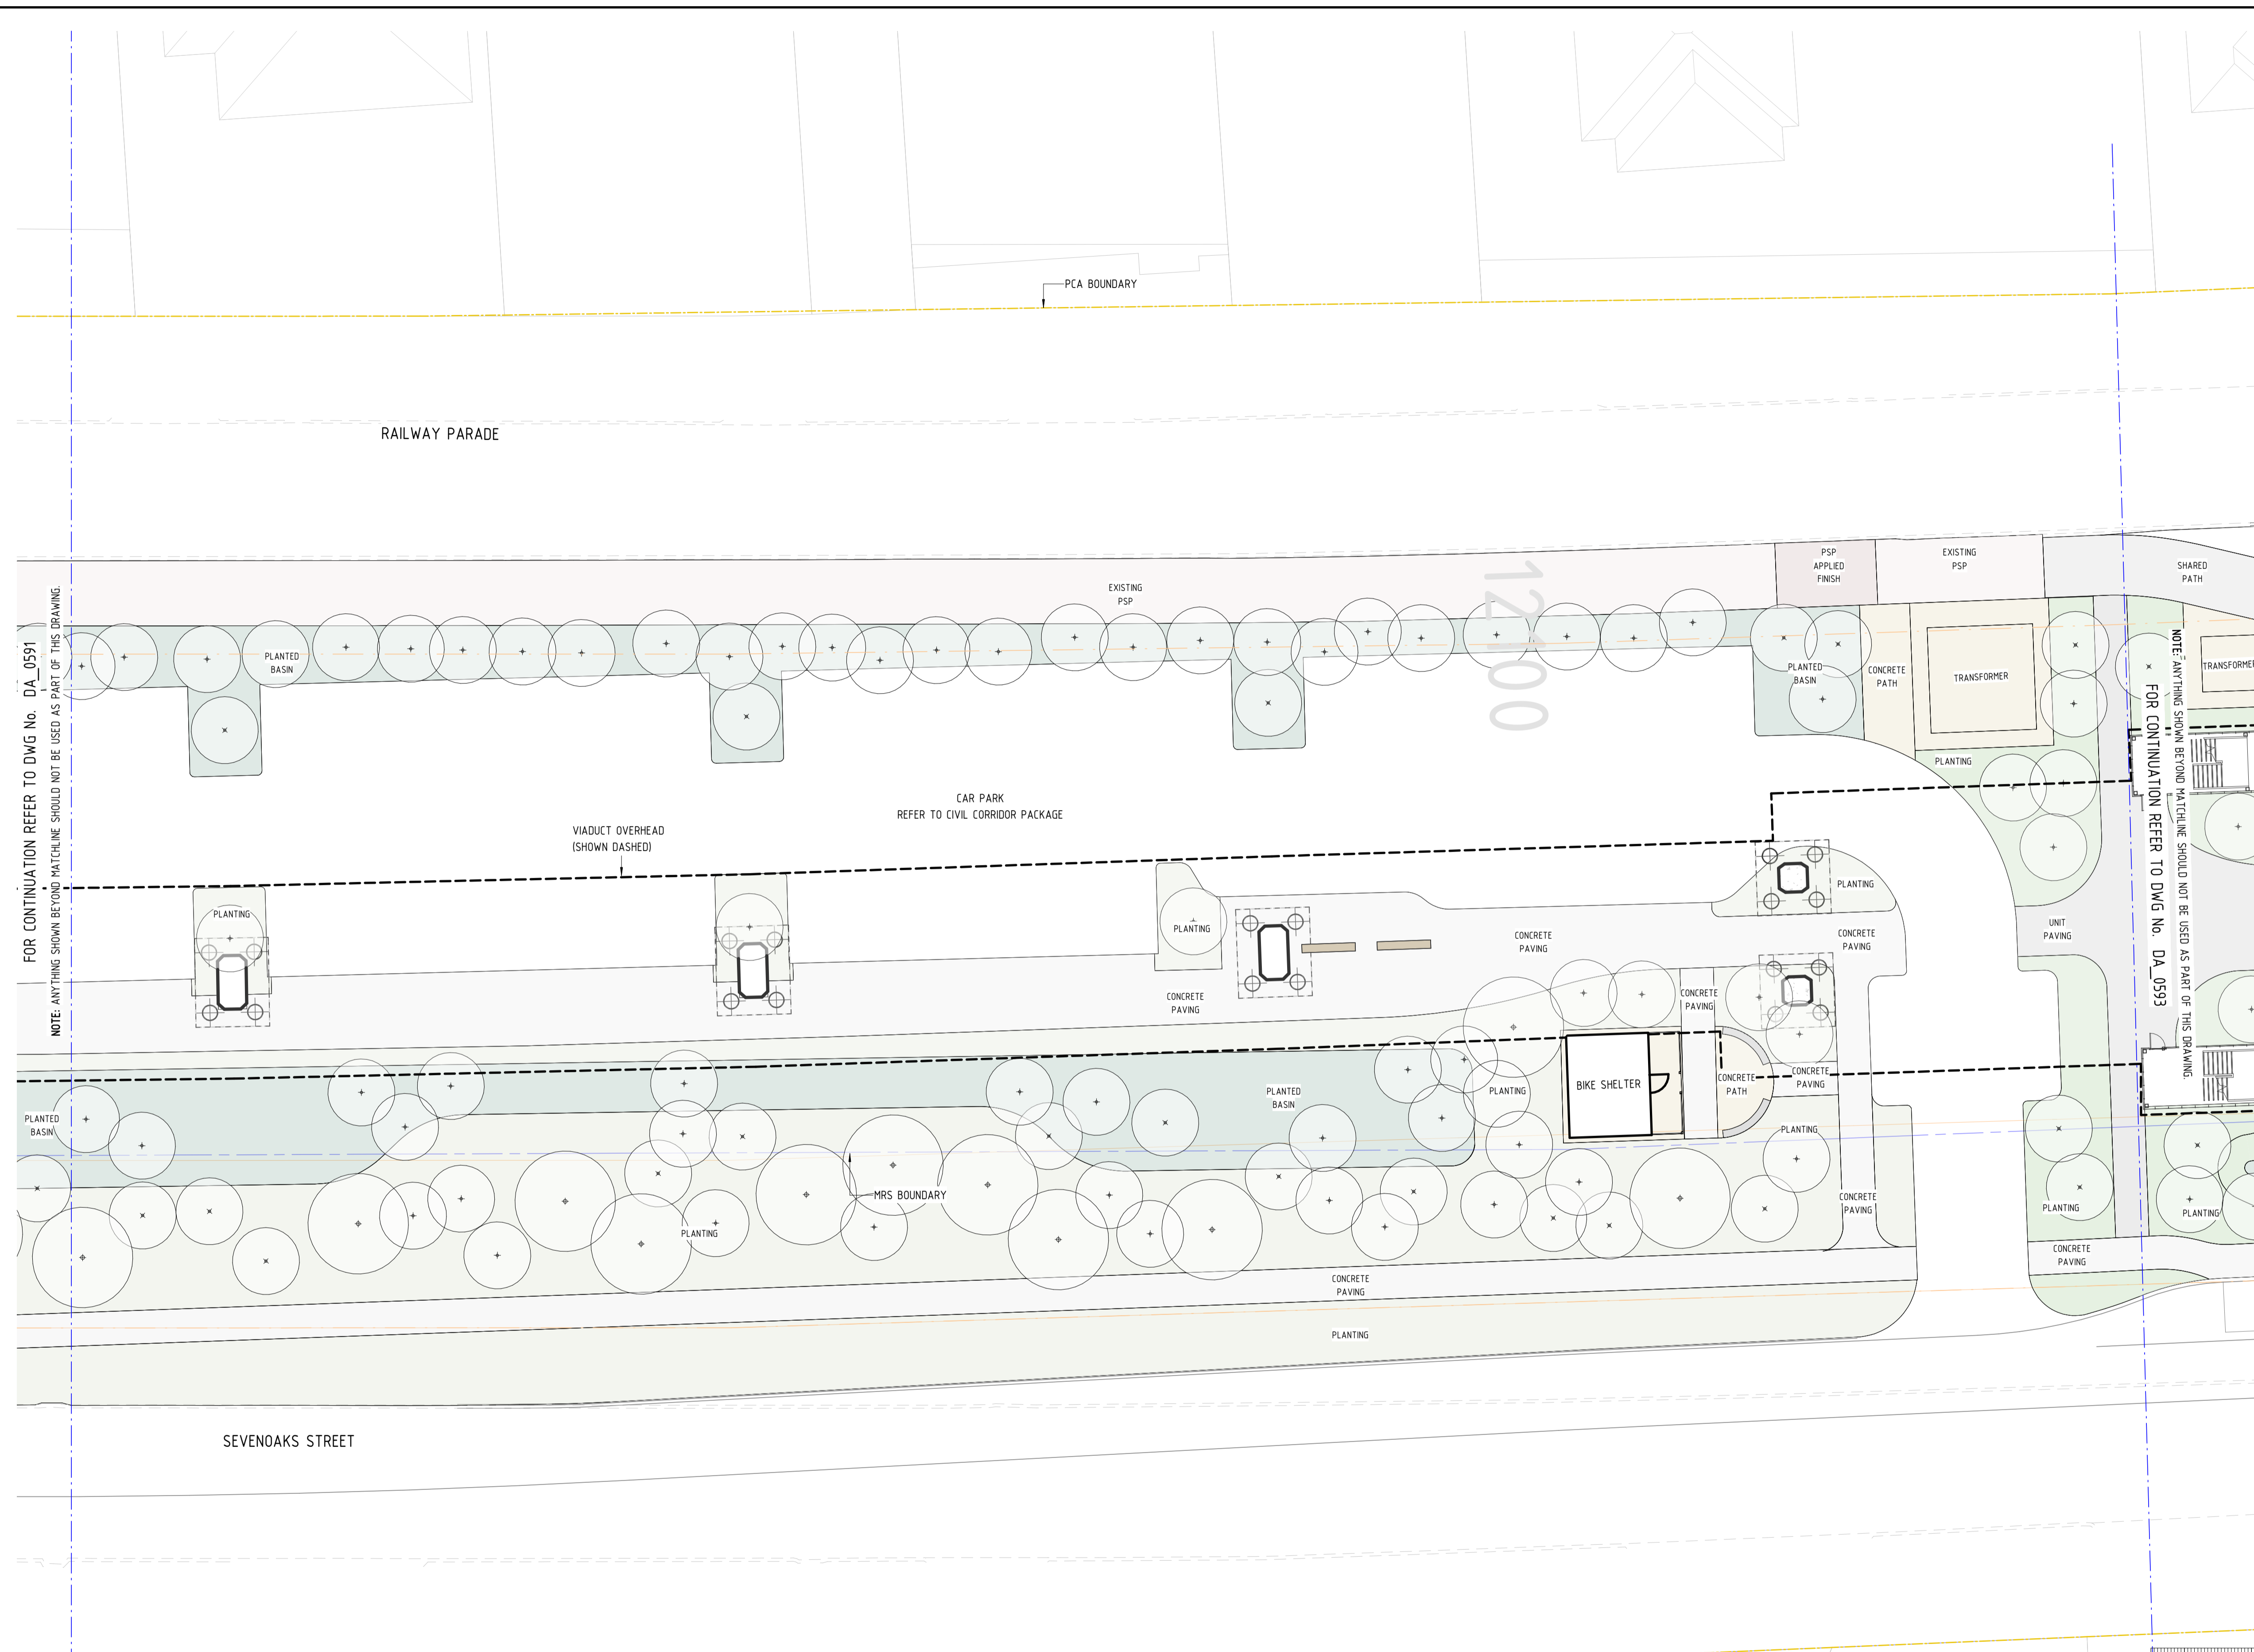 PCA BOUNDARY
RAILWAY PARADE
12100
EXISTING
PSP
PSP
APPLIED
FINISH
EXISTING
PSP
SHARED
PATH
PLANTED
BASIN
PLANTED
BASIN
CONCRETE
PATH
TRANSFORMER
TRANSFORMER
PLANTING
CAR PARK
REFER TO CIVIL CORRIDOR PACKAGE
VIADUCT OVERHEAD
(SHOWN DASHED)
PLANTING
PLANTING
PLANTING
CONCRETE
PAVING
CONCRETE
PAVING
UNIT
PAVING
CONCRETE
PAVING
CONCRETE
PAVING
BIKE SHELTER
CONCRETE
PATH
CONCRETE
PAVING
PLANTING
PLANTED
BASIN
PLANTED
BASIN
PLANTING
MRS BOUNDARY
PLANTING
CONCRETE
PAVING
PLANTING
PLANTING
CONCRETE
PAVING
CONCRETE
PAVING
PLANTING
SEVENOAKS STREET
FOR CONTINUATION REFER TO DWG No. DA_0591
NOTE: ANYTHING SHOWN BEYOND MATCHLINE SHOULD NOT BE USED AS PART OF THIS DRAWING.
FOR CONTINUATION REFER TO DWG No. DA_0593
NOTE: ANYTHING SHOWN BEYOND MATCHLINE SHOULD NOT BE USED AS PART OF THIS DRAWING.